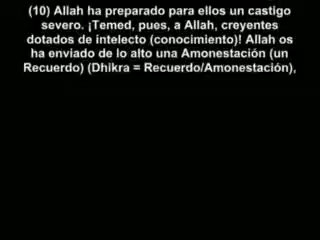 (10) Allah ha preparado para ellos un castigo
severo. ¡Temed, pues, a Allah, creyentes
dotados de intelecto (conocimiento)! Allah os
ha enviado de lo alto una Amonestación (un
Recuerdo) (Dhikra = Recuerdo/Amonestación),